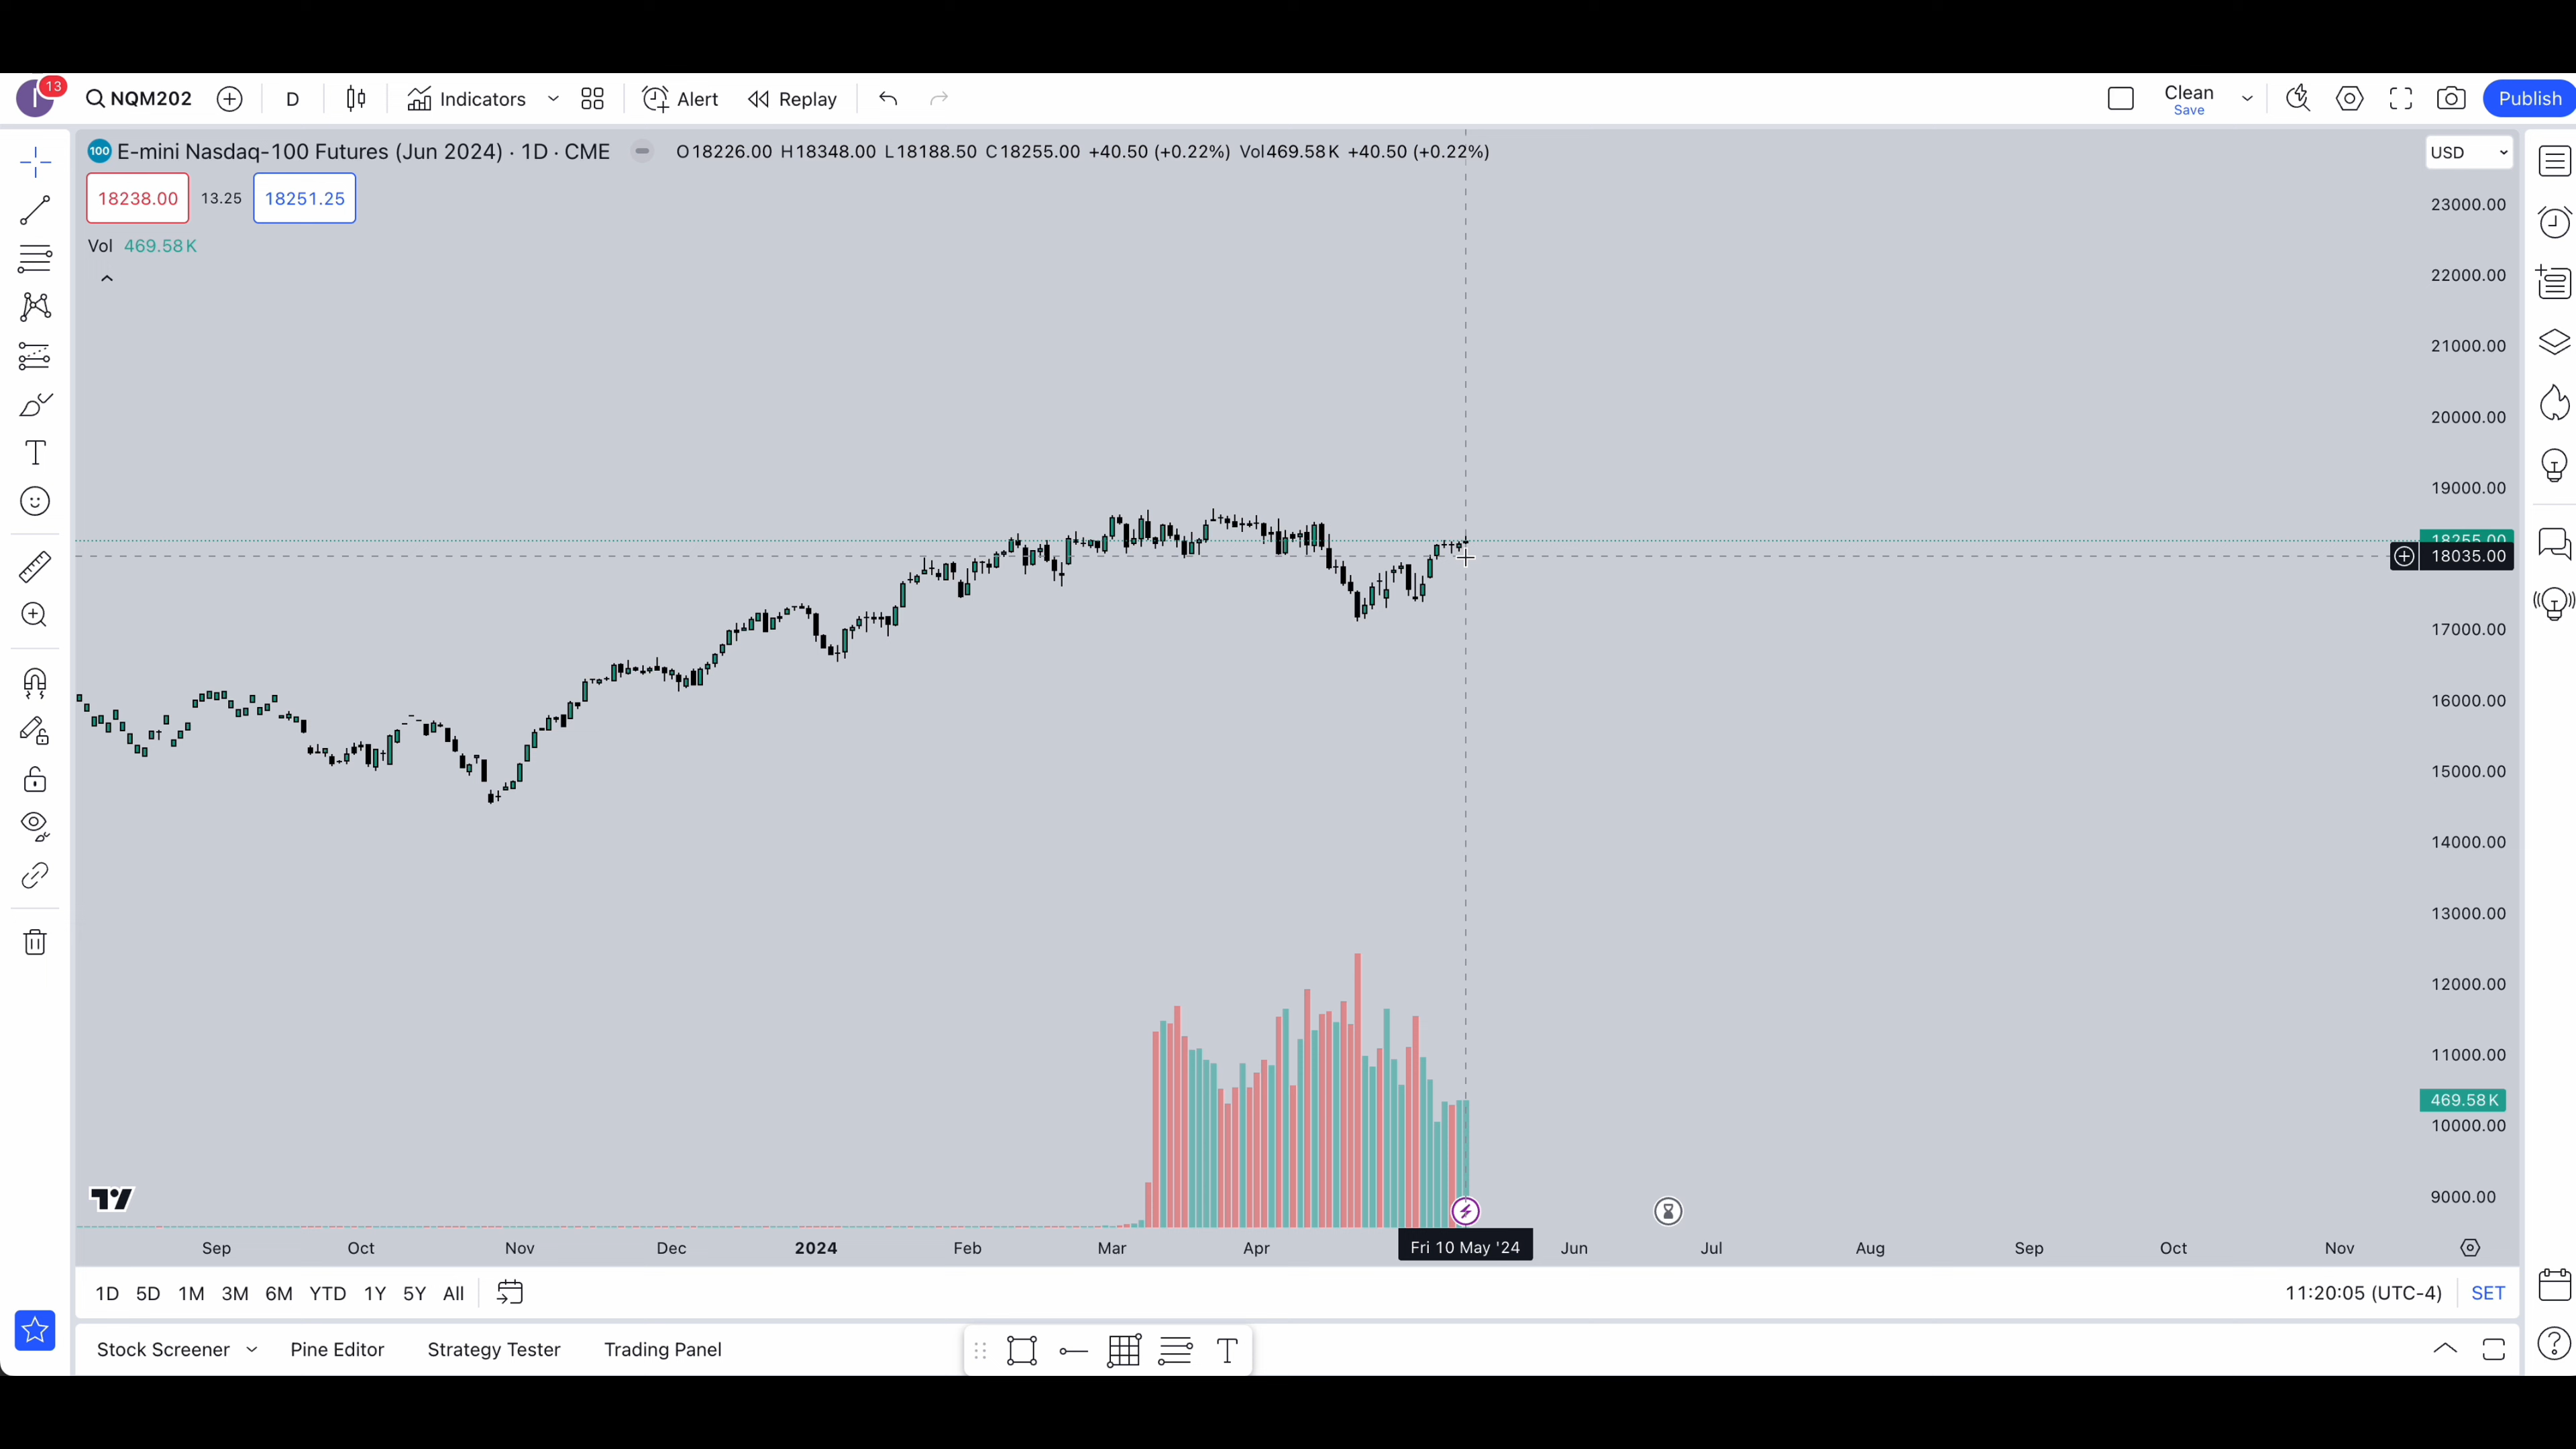 13
I
NQM202
D
Indicators
Alert
Replay
Clean
Save
Publish
100 E-mini Nasdaq-100 Futures (Jun 2024) · 1D · CME O18226.00 H18348.00 L18188.50 C18255.00 +40.50 (+0.22%) Vol469.58K +40.50 (+0.22%)
USD
18238.00 13.25 18251.25
Vol 469.58K
23000.00
22000.00
21000.00
20000.00
19000.00
18255.00
18035.00
17000.00
16000.00
15000.00
14000.00
13000.00
12000.00
11000.00
469.58K
10000.00
9000.00
Sep Oct Nov Dec 2024 Feb Mar Apr Fri 10 May '24 Jun Jul Aug Sep Oct Nov
1D 5D 1M 3M 6M YTD 1Y 5Y All 11:20:05 (UTC-4) SET
Stock Screener Pine Editor Strategy Tester Trading Panel